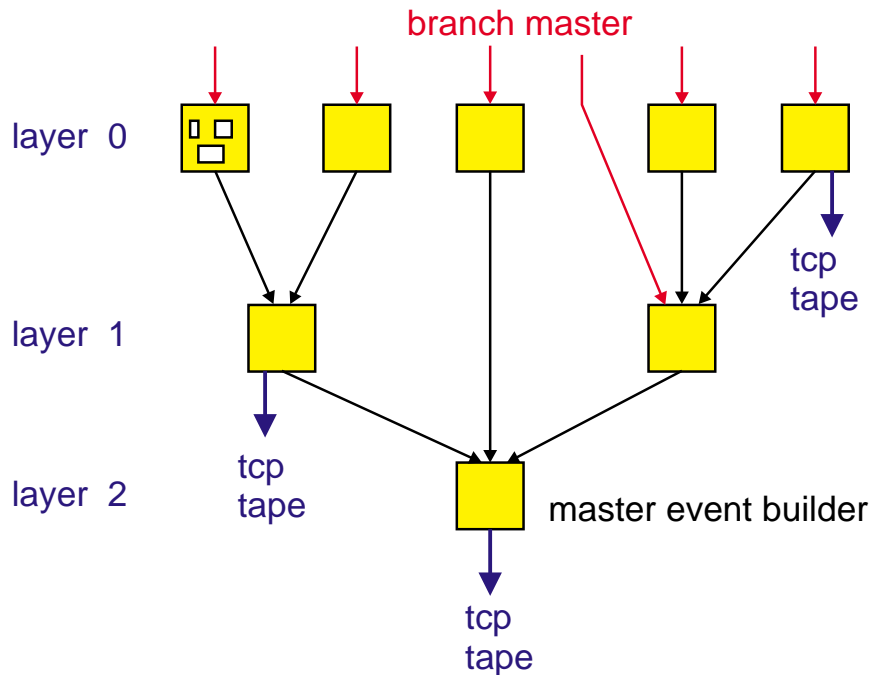 branch master
layer 0
tcp
tape
layer 1
tcp
tape
layer 2
master event builder
tcp
tape